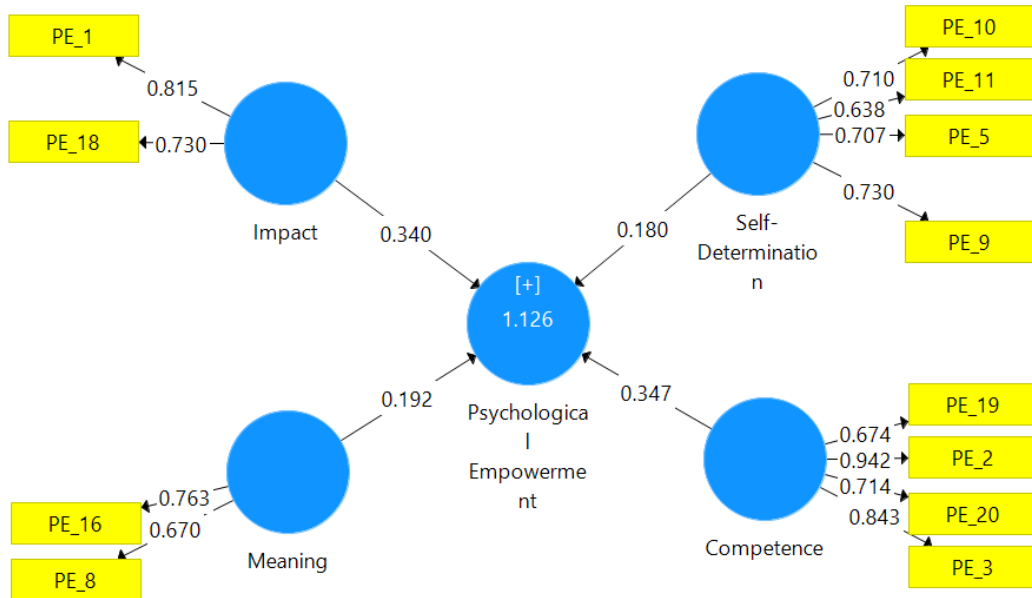 PE_1
0.815
PE_18
0.730
Impact
0.340
PE_10
0.710
PE_11
0.638
PE_5
0.707
0.730
PE_9
Self-
Determinatio
n
0.180
[+]
1.126
Psychologica
l
Empowerme
nt
0.192
0.347
PE_16
0.763
PE_8
0.670
Meaning
PE_19
0.674
PE_2
0.942
PE_20
0.714
PE_3
0.843
Competence